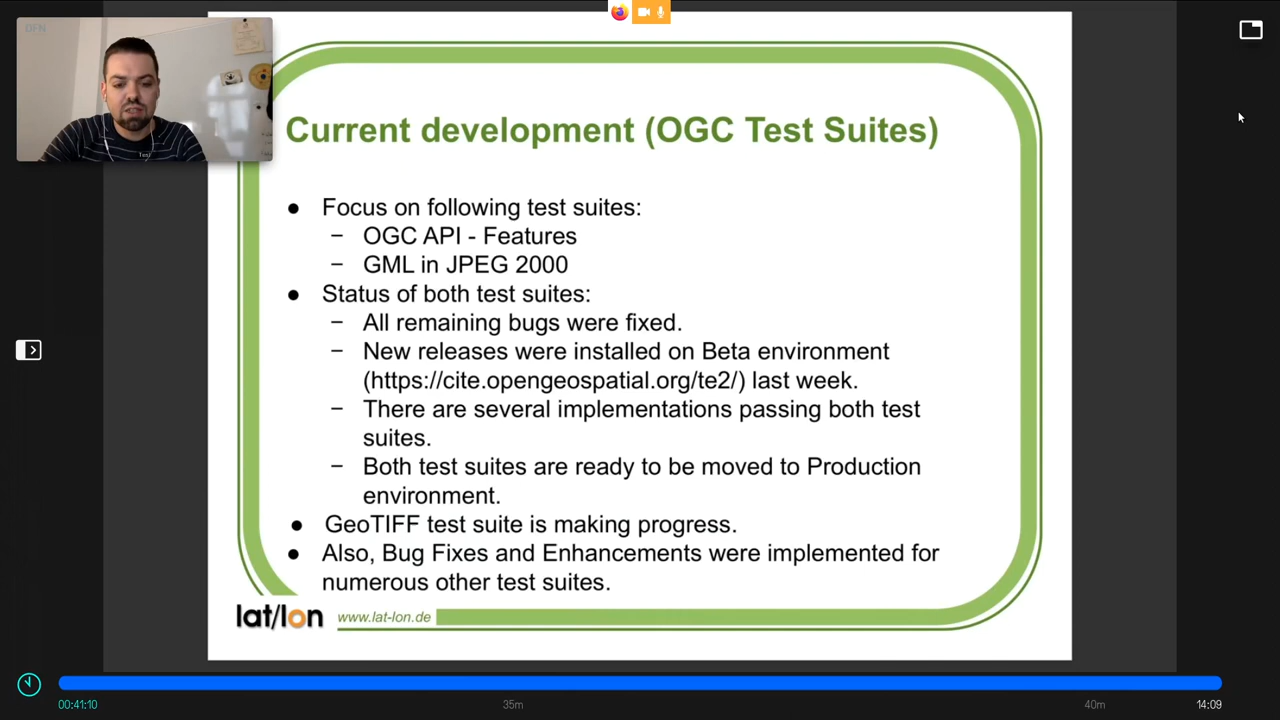 DFN
Current development (OGC Test Suites)
● Focus on following test suites:
− OGC API - Features
− GML in JPEG 2000
● Status of both test suites:
− All remaining bugs were fixed.
− New releases were installed on Beta environment
(https://cite.opengeospatial.org/te2/) last week.
− There are several implementations passing both test
suites.
− Both test suites are ready to be moved to Production
environment.
● GeoTIFF test suite is making progress.
● Also, Bug Fixes and Enhancements were implemented for
numerous other test suites.
lat/lon www.lat-lon.de
00:41:10 35m 40m 14:09